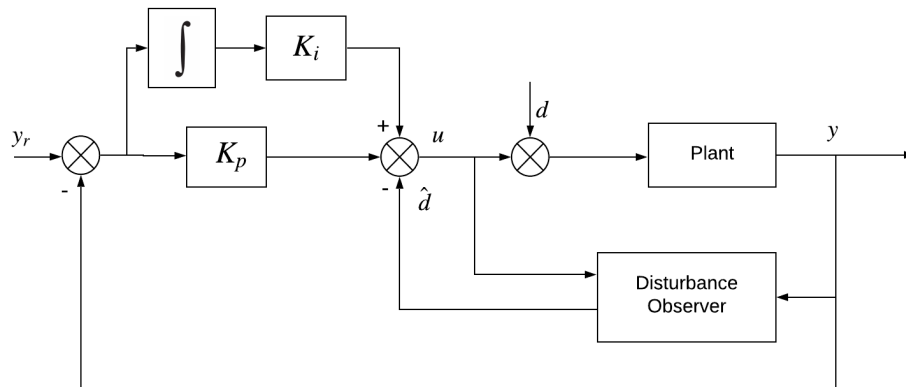 ∫
K_i
+
u
d
y
y_r
K_p
Plant
-
-
d̂
Disturbance
Observer